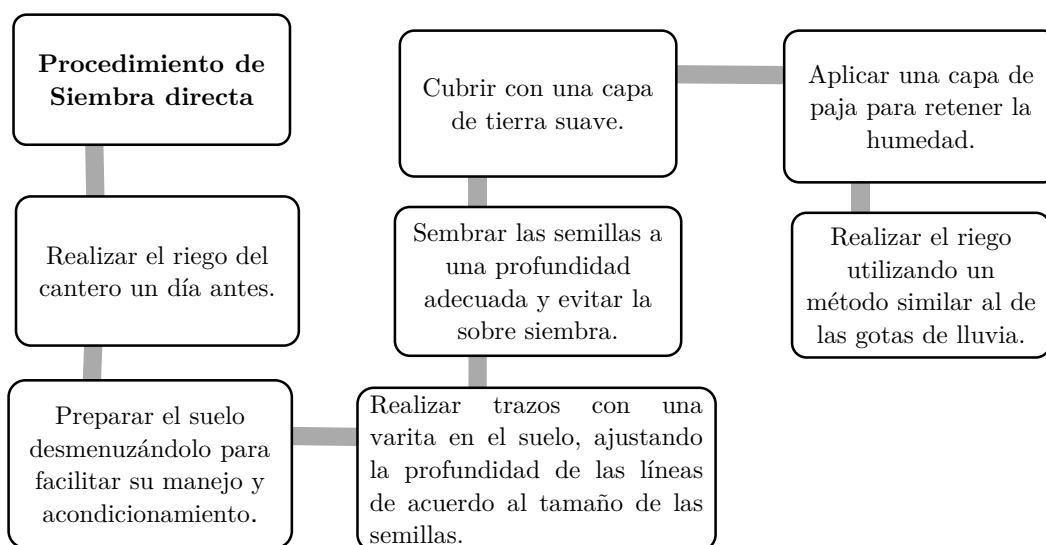 Procedimiento de
Siembra directa
Realizar el riego del
cantero un día antes.
Preparar el suelo
desmenuzándolo para
facilitar su manejo y
acondicionamiento.
Realizar trazos con una
varita en el suelo, ajustando
la profundidad de las líneas
de acuerdo al tamaño de las
semillas.
Sembrar las semillas a
una profundidad
adecuada y evitar la
sobre siembra.
Cubrir con una capa
de tierra suave.
Aplicar una capa de
paja para retener la
humedad.
Realizar el riego
utilizando un
método similar al de
las gotas de lluvia.